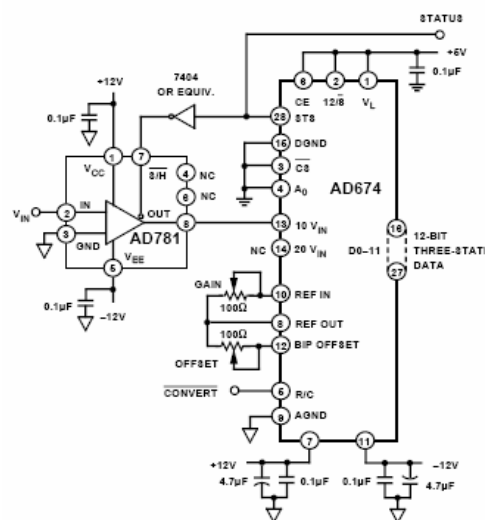 STATUS
+5V
0.1µF
+12V
0.1µF
7404
OR EQUIV.
6
2
1
CE
12/8
VL
28
STS
15
DGND
3
CS
4
A0
AD674
1
7
4
NC
VCC
S/H
6
NC
VIN
2
IN
OUT
8
3
GND
AD781
VEE
5
0.1µF
–12V
13
10 VIN
NC
14
20 VIN
16
12-BIT
D0–11
THREE-STATE
DATA
27
GAIN
100Ω
10
REF IN
8
REF OUT
100Ω
12
BIP OFFSET
OFFSET
CONVERT
5
R/C
9
AGND
7
11
+12V
–12V
4.7µF
0.1µF
0.1µF
4.7µF